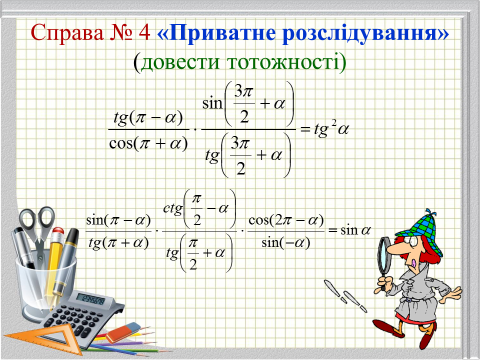 Справа № 4 «Приватне розслідування»
(довести тотожності)
tg(π − α)/cos(π + α) · sin(3π/2 + α)/tg(3π/2 + α) = tg²α
sin(π − α)/tg(π + α) · ctg(π/2 − α)/tg(π/2 + α) · cos(2π − α)/sin(−α) = sin α